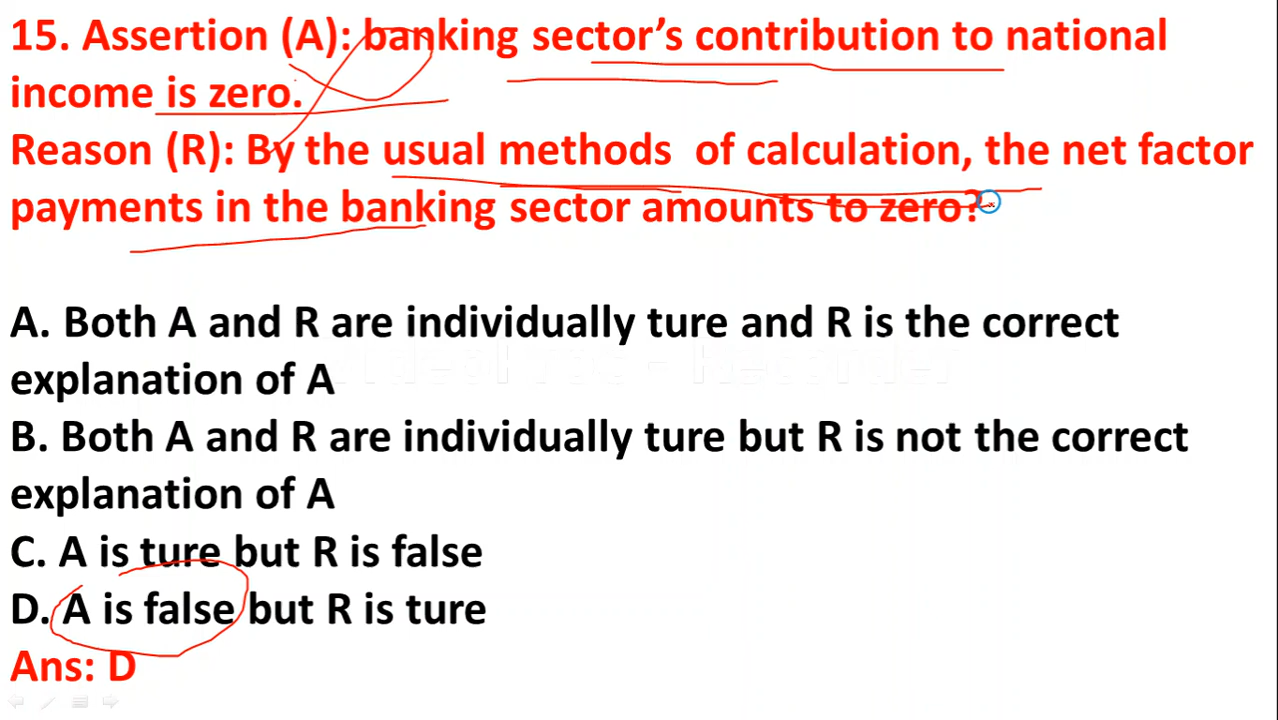 15. Assertion (A): banking sector’s contribution to national
income is zero.
Reason (R): By the usual methods of calculation, the net factor
payments in the banking sector amounts to zero?
A. Both A and R are individually ture and R is the correct
explanation of A
B. Both A and R are individually ture but R is not the correct
explanation of A
C. A is ture but R is false
D. A is false but R is ture
Ans: D